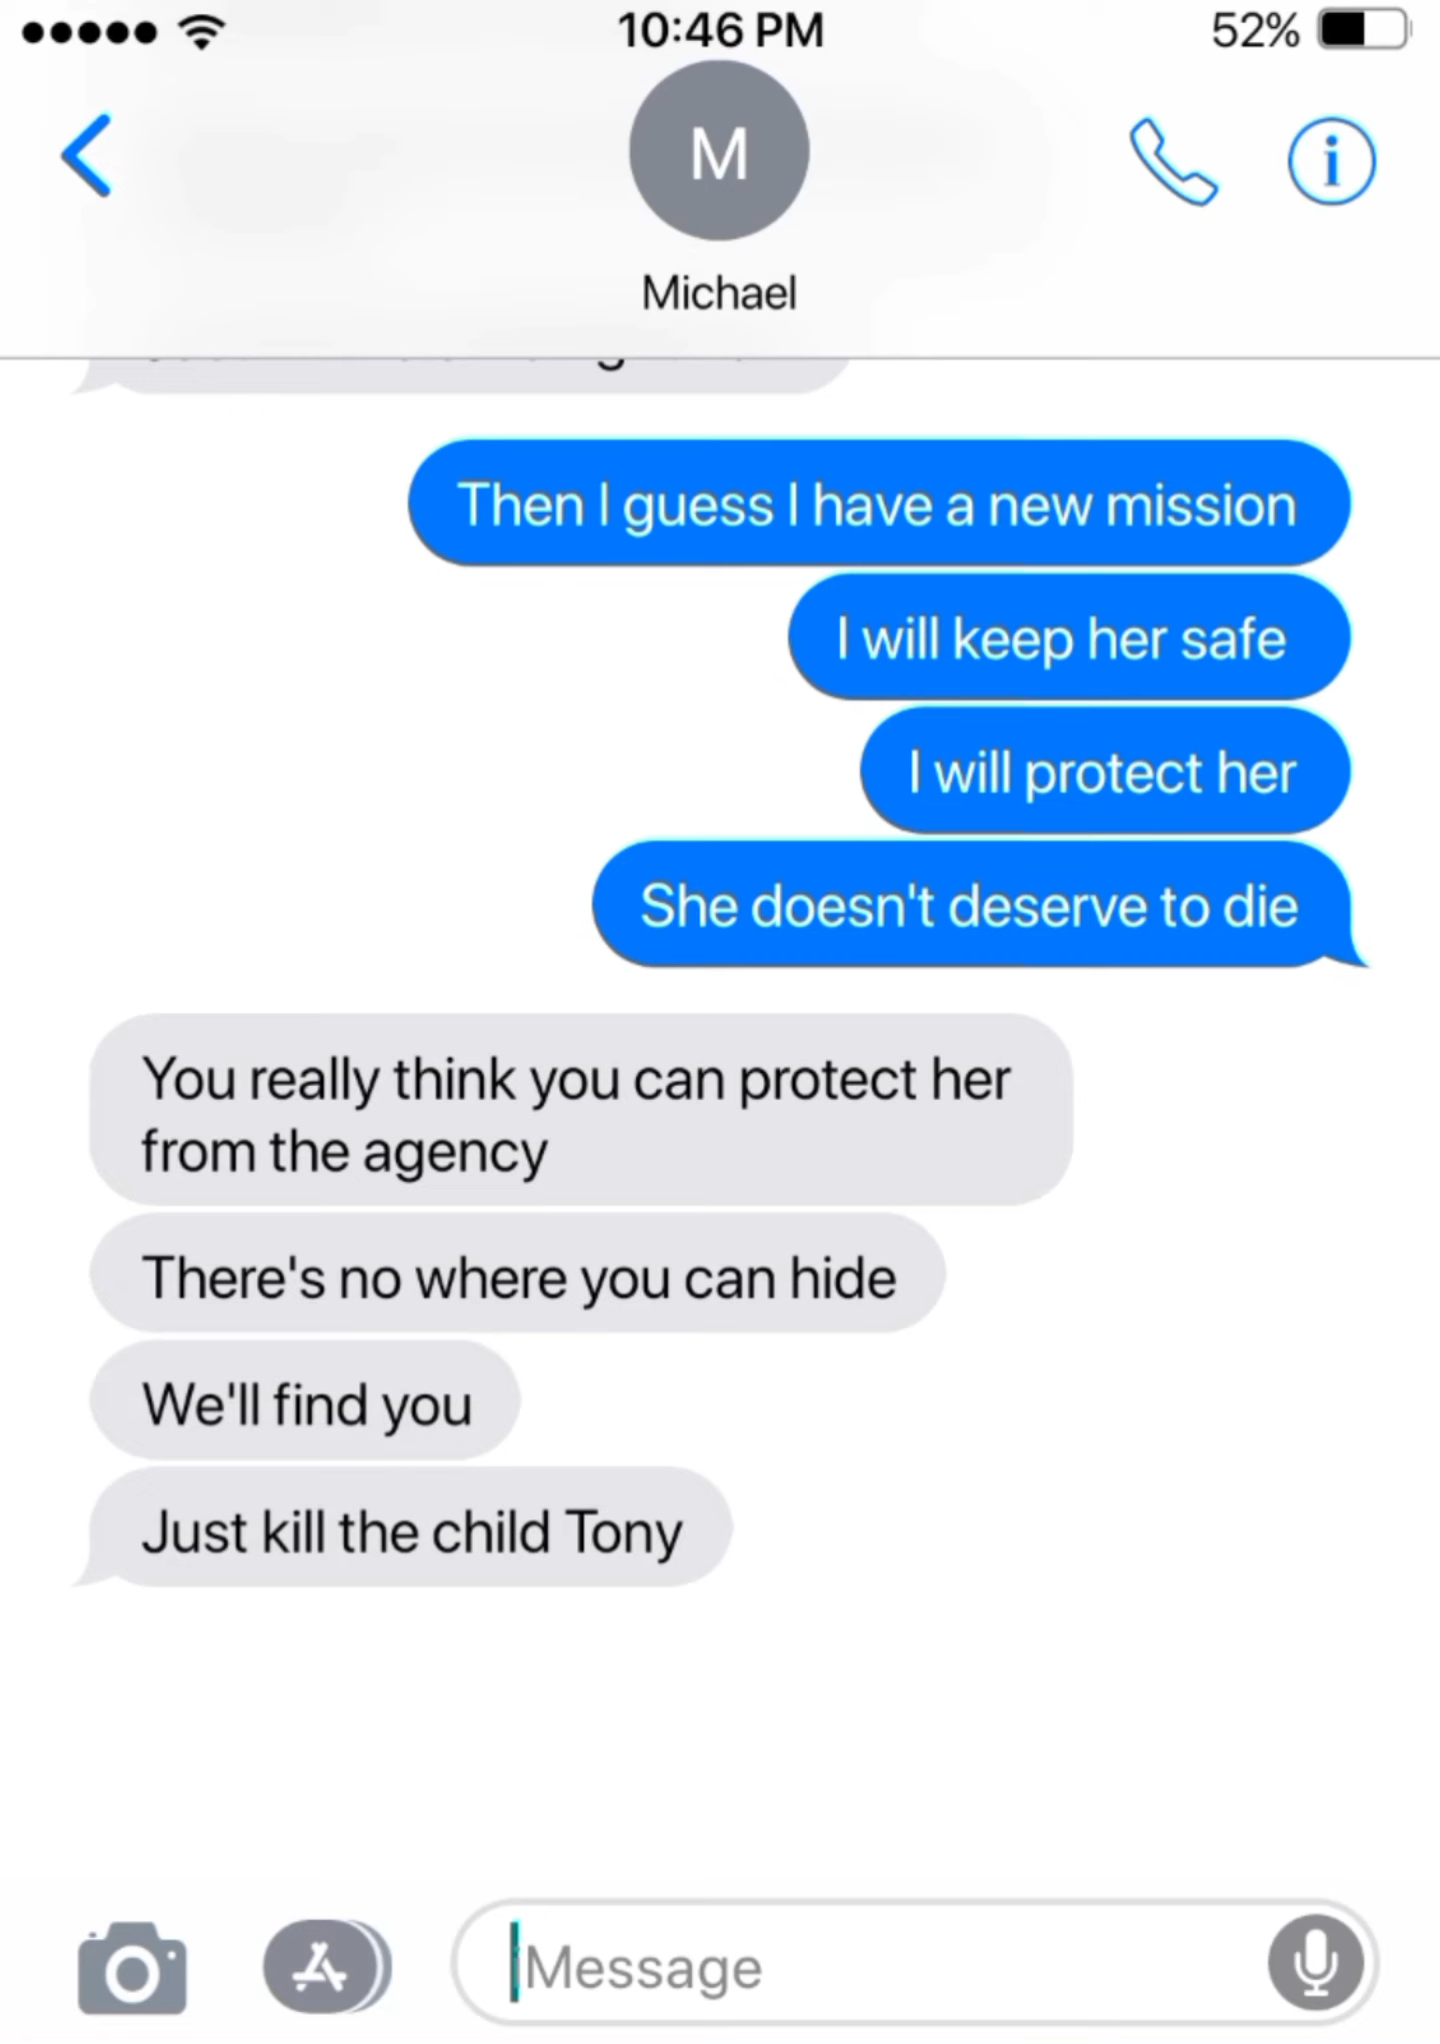 10:46 PM
52%
M
Michael
Then I guess I have a new mission
I will keep her safe
I will protect her
She doesn't deserve to die
You really think you can protect her
from the agency
There's no where you can hide
We'll find you
Just kill the child Tony
Message